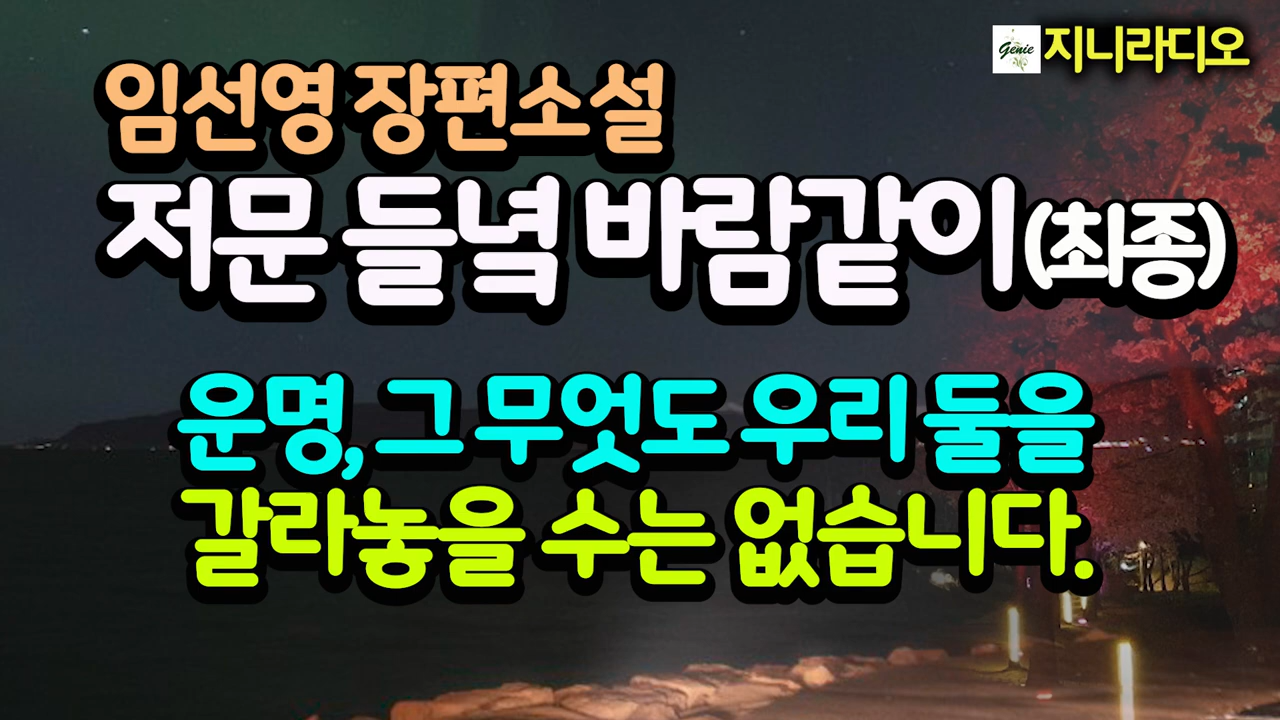 Genie 지니라디오
임선영 장편소설
저문 들녘 바람같이(최종)
운명, 그 무엇도 우리 둘을
갈라놓을 수는 없습니다.